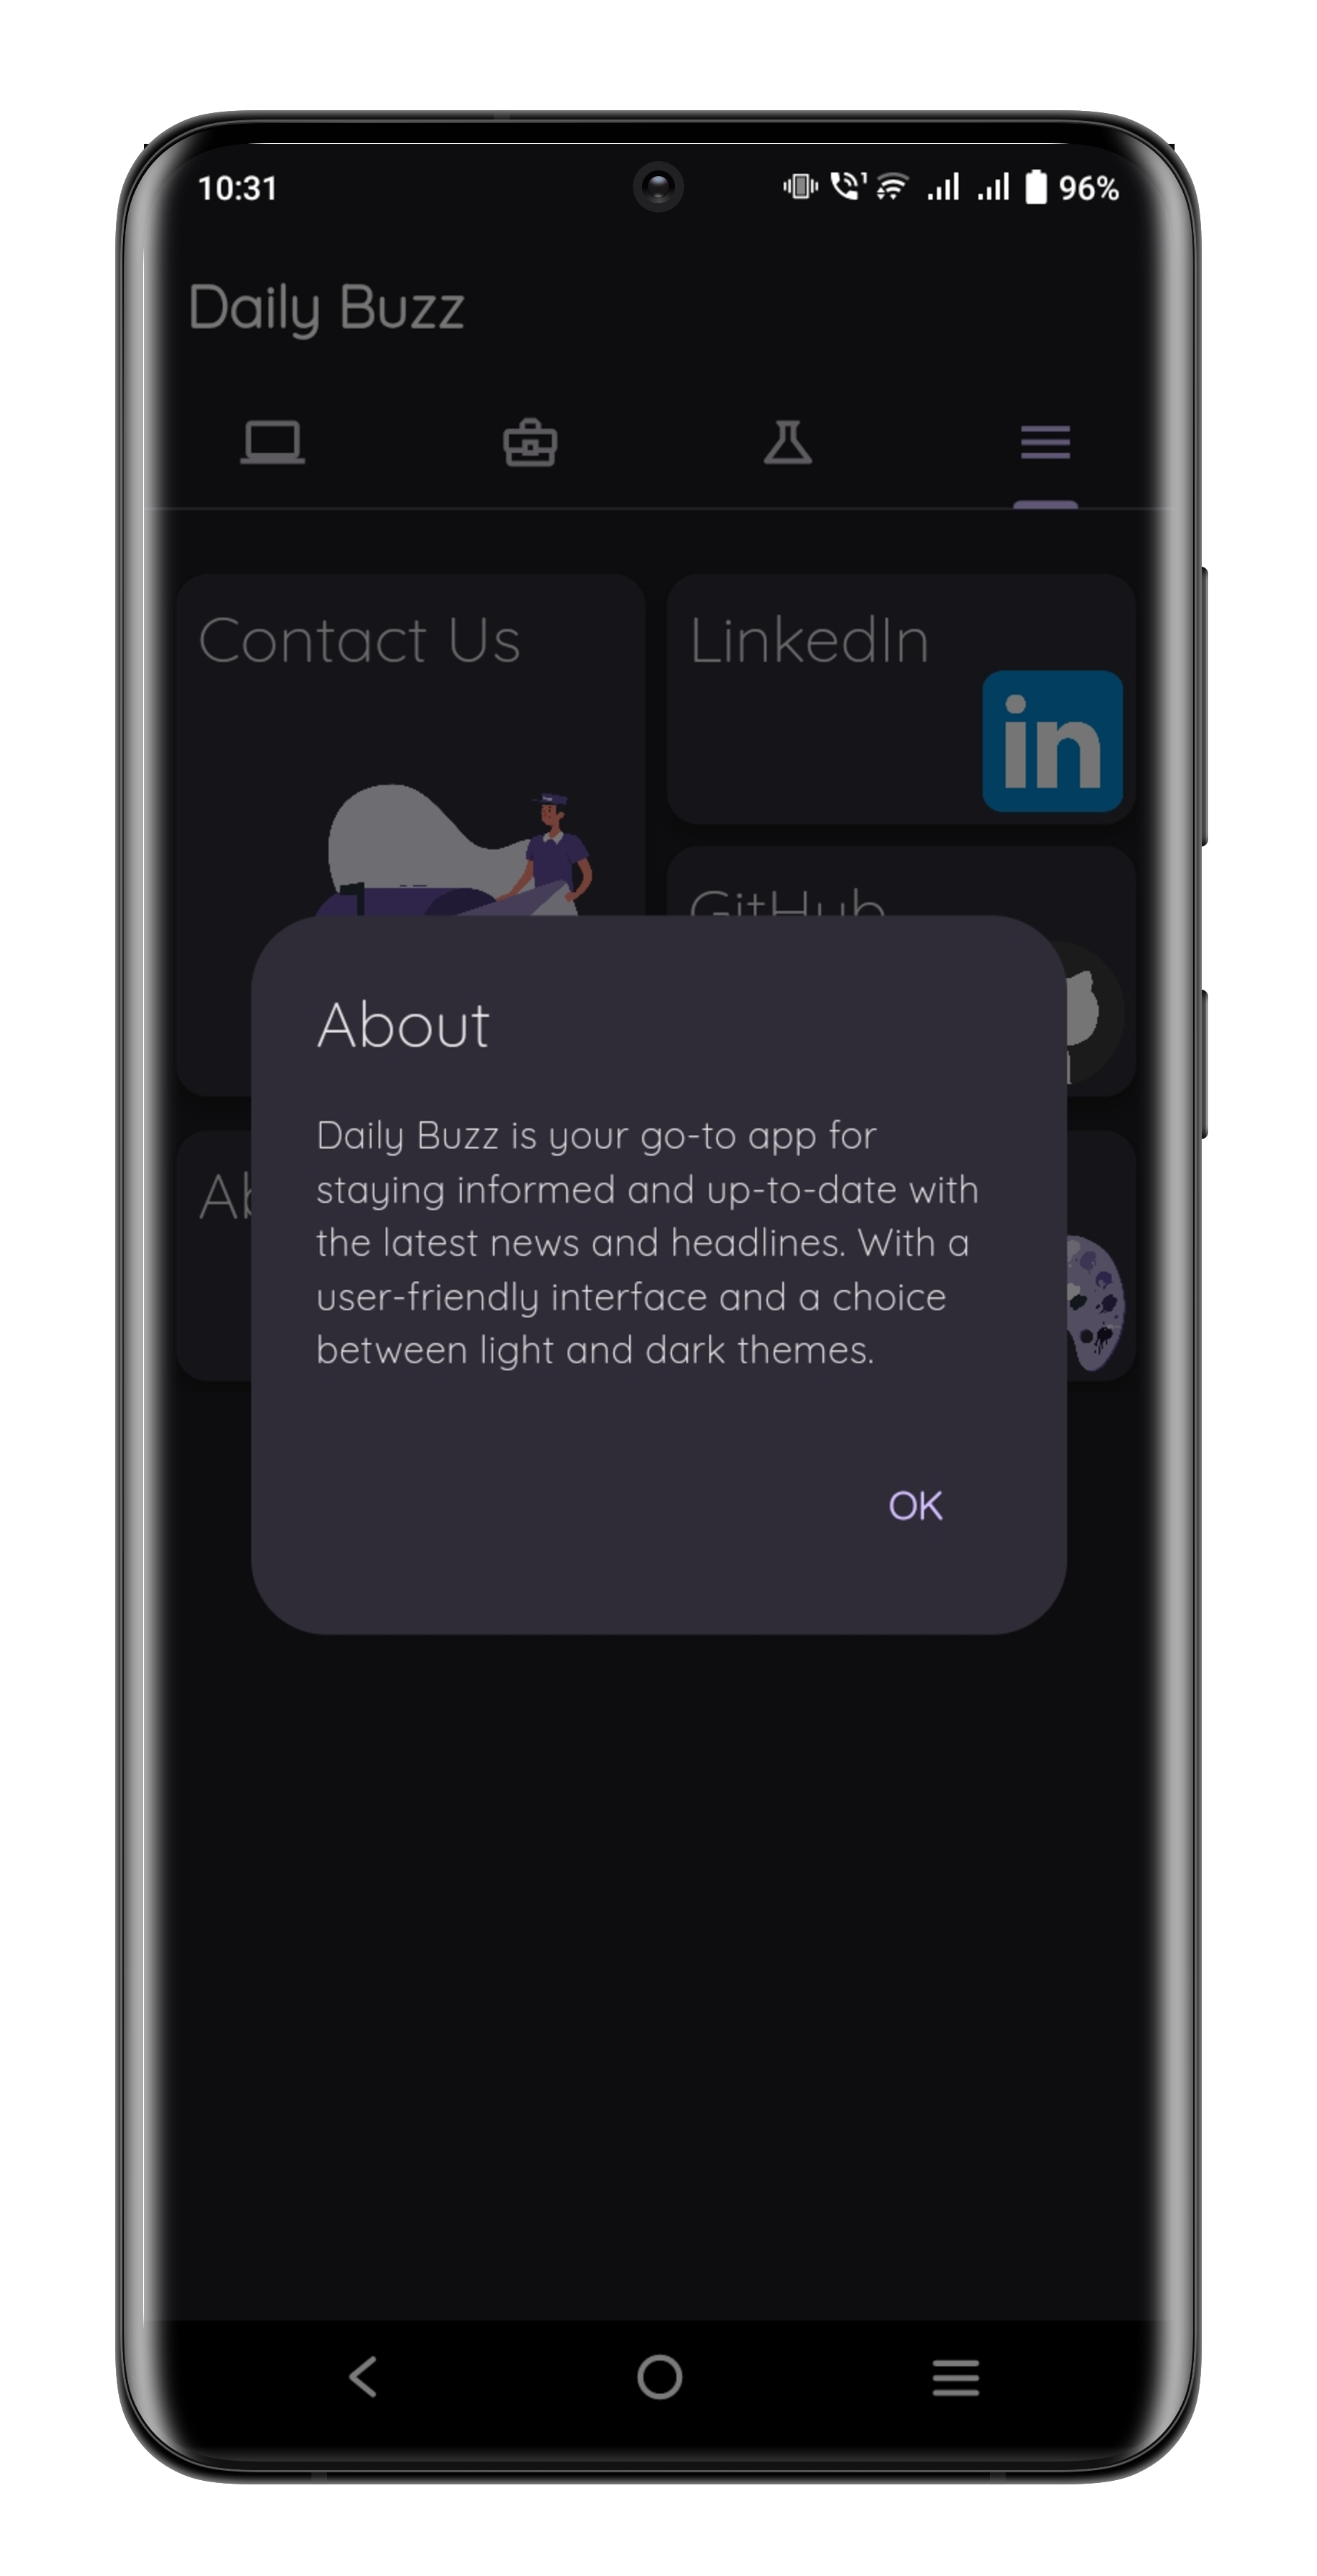 10:31
96%
Daily Buzz
Contact Us
LinkedIn
in
GitHub
About
Daily Buzz is your go-to app for
staying informed and up-to-date with
the latest news and headlines. With a
user-friendly interface and a choice
between light and dark themes.
OK